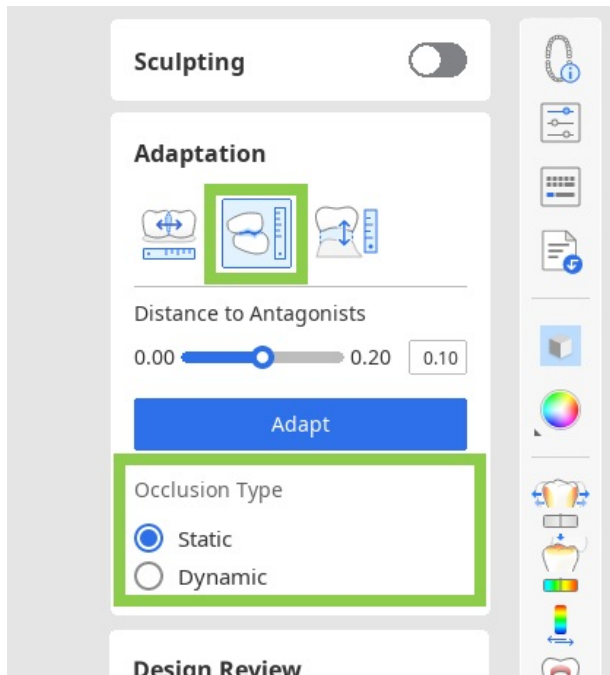 Sculpting
Adaptation
Distance to Antagonists
0.00 0.20 0.10
Adapt
Occlusion Type
Static
Dynamic
Design Review